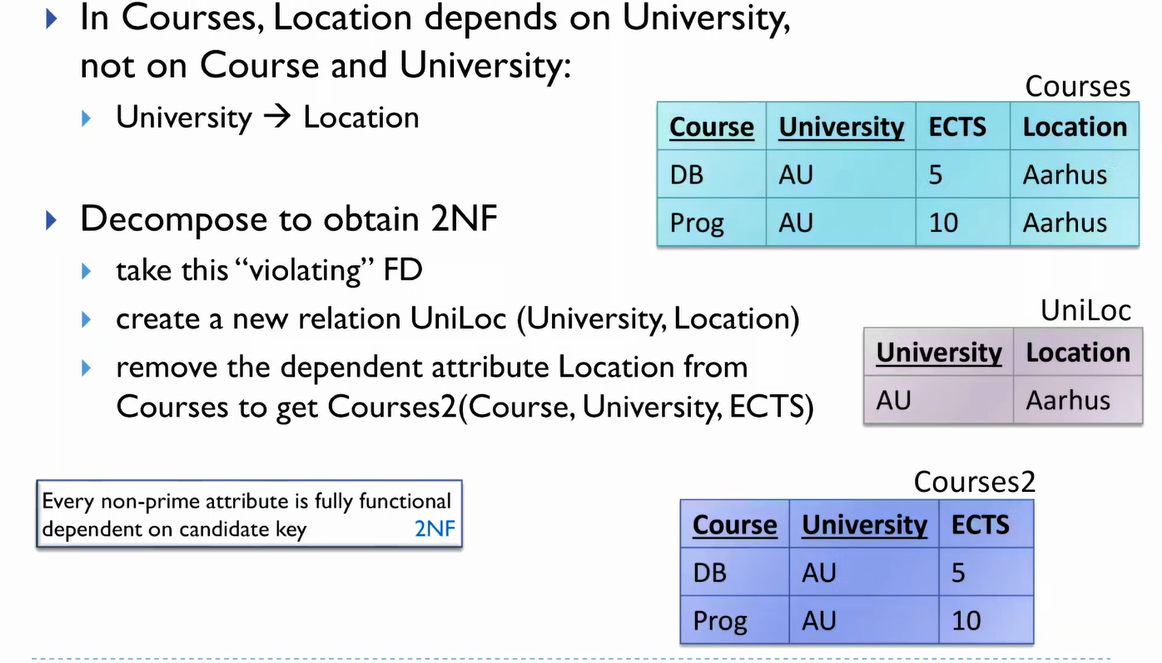 In Courses, Location depends on University,
not on Course and University:
University → Location
Decompose to obtain 2NF
take this “violating” FD
create a new relation UniLoc (University, Location)
remove the dependent attribute Location from
Courses to get Courses2(Course, University, ECTS)
Every non-prime attribute is fully functional
dependent on candidate key 2NF
Courses
Course University ECTS Location
DB AU 5 Aarhus
Prog AU 10 Aarhus
UniLoc
University Location
AU Aarhus
Courses2
Course University ECTS
DB AU 5
Prog AU 10